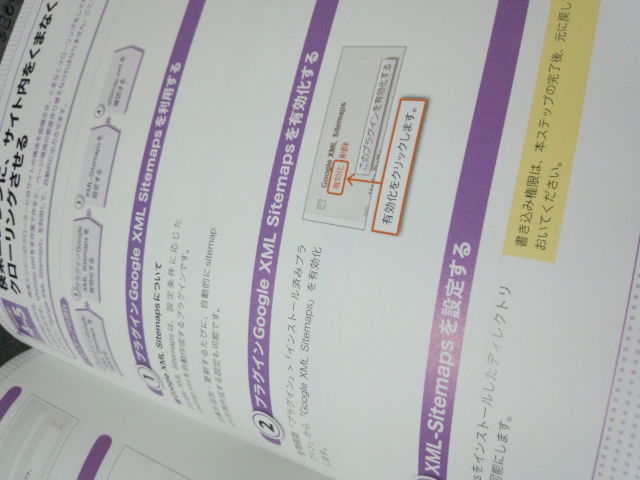 検索エンジンに、サイト内をくまなく
クローリングさせる
プラグインGoogle
XML Sitemaps を
有効化する
XML-Sitemapsを
設定する
sitemap.xmlを
確認する
1 プラグインGoogle XML Sitemapsを利用する
Google XML Sitemapsについて
Google XML Sitemapsは、設定条件に応じた
sitemap.xmlを自動作成するプラグインです。
記事を追加・更新するたびに、自動的にsitemap.
xmlを再作成する設定も可能です。
2 プラグインGoogle XML Sitemapsを有効化する
管理画面「プラグイン」>「インストール済みプラ
グイン」から「Google XML Sitemaps」を有効化
します。
Google XML Sitemaps
有効化 削除
このプラグインを有効化する
有効化をクリックします。
XML-Sitemapsを設定する
をインストールしたディレクトリ
可能にします。
書き込み権限は、本ステップの完了後、元に戻し
おいてください。